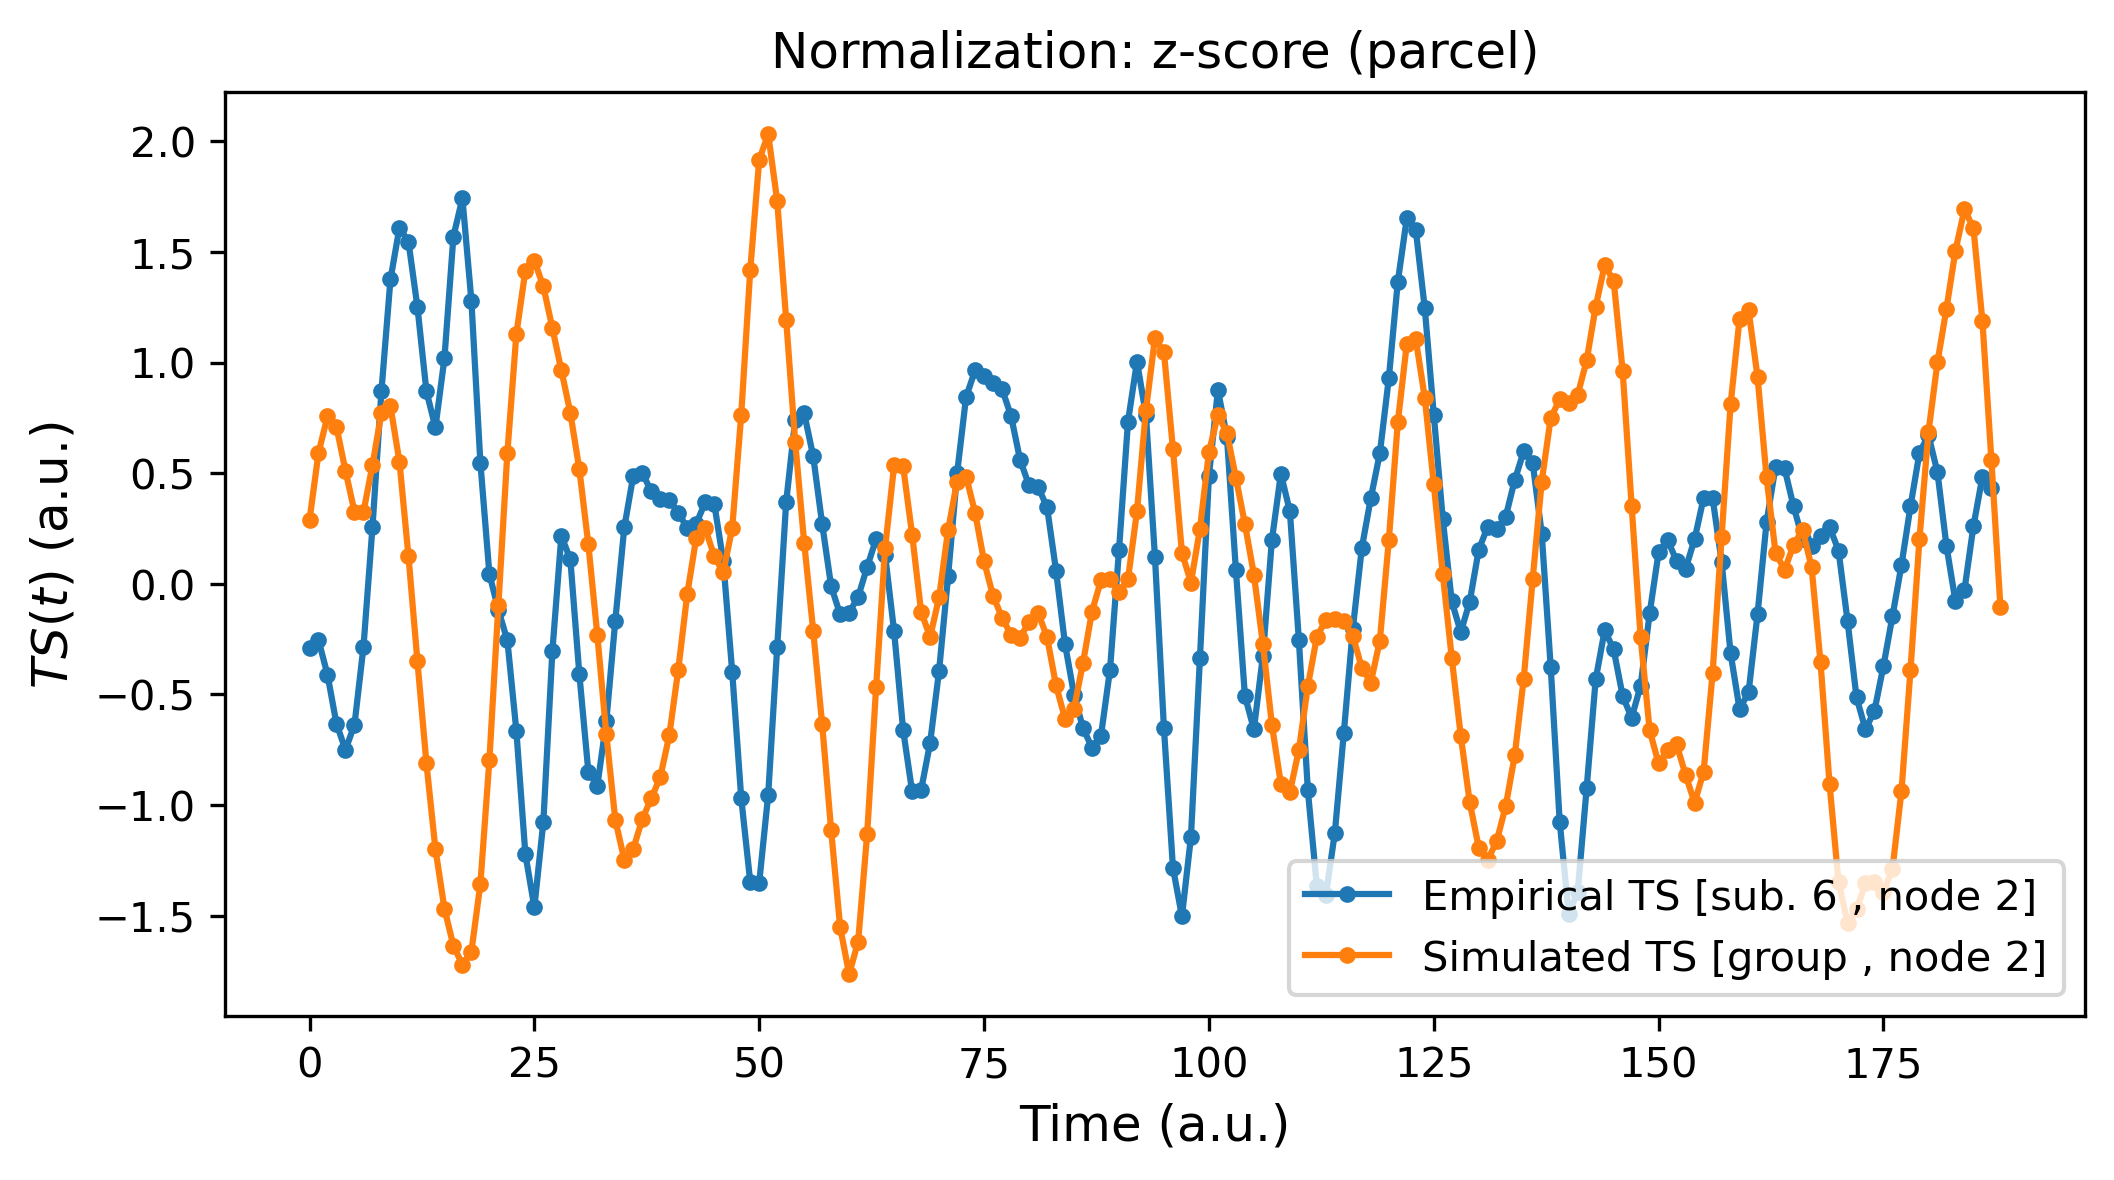 Normalization: z-score (parcel)
TS(t) (a.u.)
2.0
1.5
1.0
0.5
0.0
−0.5
−1.0
−1.5
Empirical TS [sub. 6 , node 2]
Simulated TS [group , node 2]
0 25 50 75 100 125 150 175
Time (a.u.)